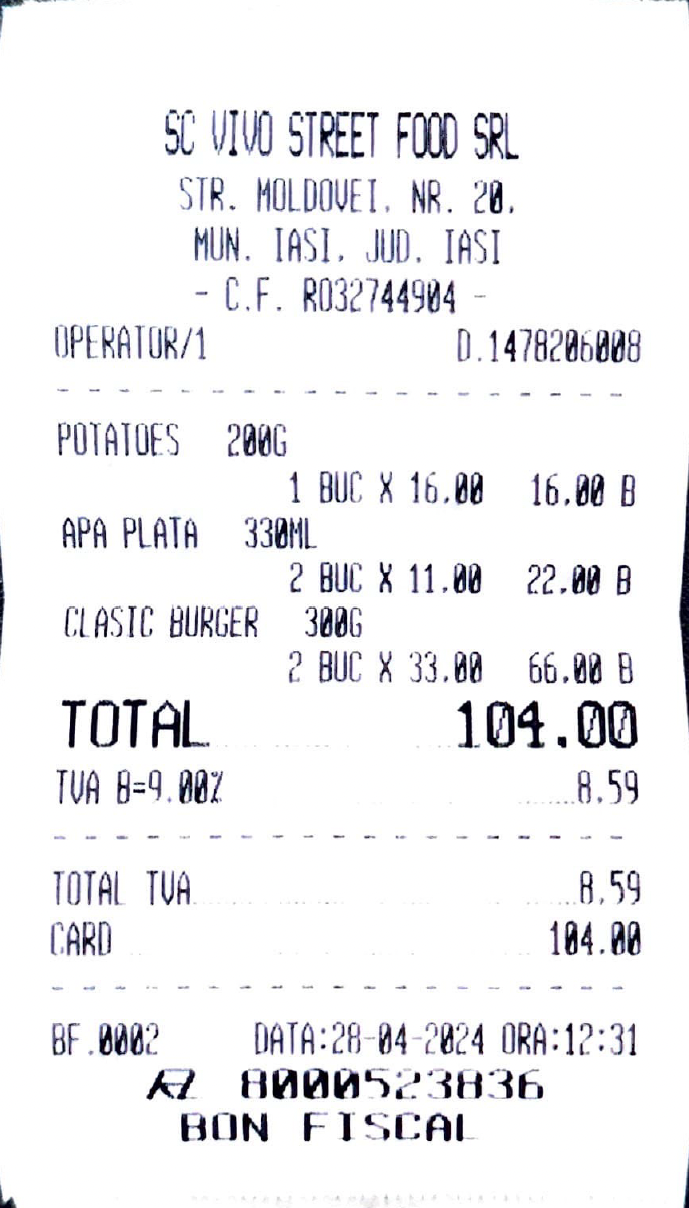 SC VIVO STREET FOOD SRL
STR. MOLDOVEI, NR. 20,
MUN. IASI, JUD. IASI
- C.F. RO32744904 -
OPERATOR/1 D.1478206008
POTATOES 200G
1 BUC X 16.00 16.00 B
APA PLATA 330ML
2 BUC X 11.00 22.00 B
CLASIC BURGER 300G
2 BUC X 33.00 66.00 B
TOTAL 104.00
TVA B=9.00% 8.59
TOTAL TVA 8.59
CARD 104.00
BF.0002 DATA:28-04-2024 ORA:12:31
8000523836
BON FISCAL